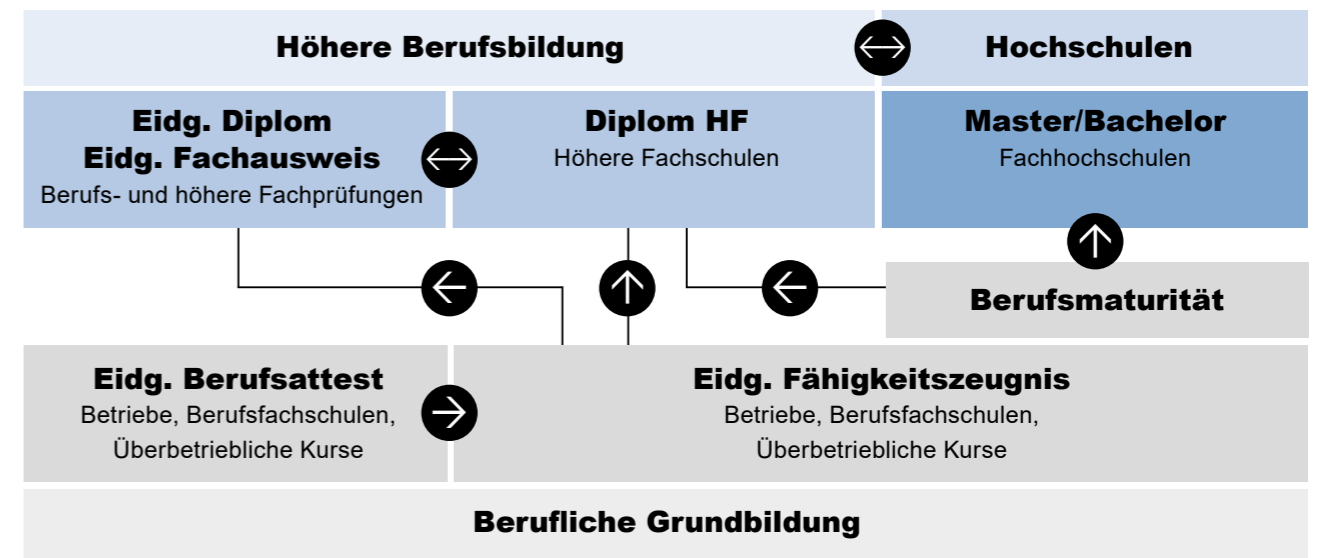 Höhere Berufsbildung
Hochschulen
Eidg. Diplom
Eidg. Fachausweis
Berufs- und höhere Fachprüfungen
Diplom HF
Höhere Fachschulen
Master/Bachelor
Fachhochschulen
Berufsmaturität
Eidg. Berufsattest
Betriebe, Berufsfachschulen,
Überbetriebliche Kurse
Eidg. Fähigkeitszeugnis
Betriebe, Berufsfachschulen,
Überbetriebliche Kurse
Berufliche Grundbildung